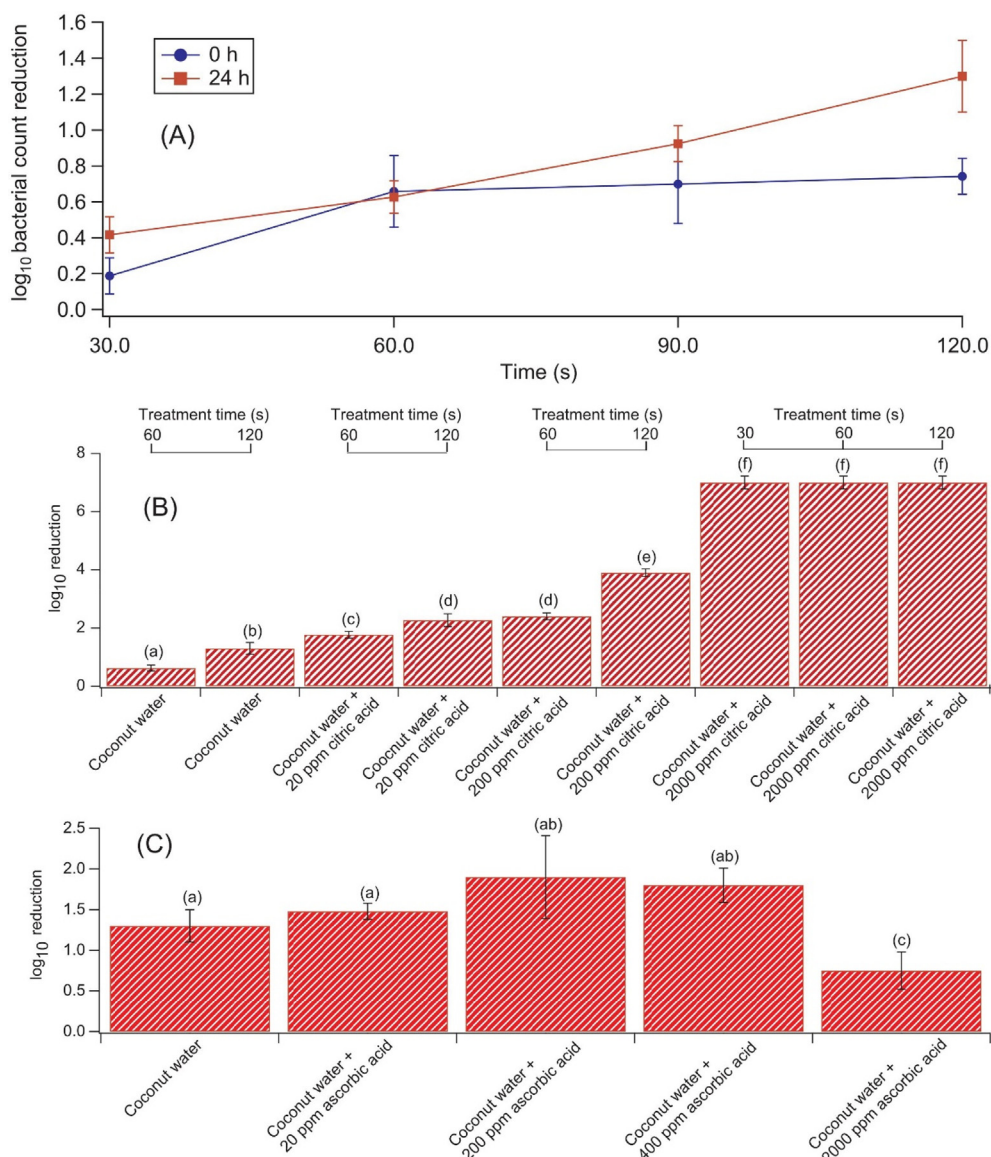 1.6
1.4
1.2
1.0
0.8
0.6
0.4
0.2
0.0
log10 bacterial count reduction
0 h
24 h
(A)
30.0 60.0 90.0 120.0
Time (s)
Treatment time (s) Treatment time (s) Treatment time (s) Treatment time (s)
60 120 60 120 60 120 30 60 120
8
6
4
2
0
log10 reduction
(B)
(a) (b) (c) (d) (d) (e) (f) (f) (f)
Coconut water
Coconut water
Coconut water +
20 ppm citric acid
Coconut water +
20 ppm citric acid
Coconut water +
200 ppm citric acid
Coconut water +
200 ppm citric acid
Coconut water +
2000 ppm citric acid
Coconut water +
2000 ppm citric acid
Coconut water +
2000 ppm citric acid
2.5
2.0
1.5
1.0
0.5
0.0
log10 reduction
(C)
(a) (a) (ab) (ab) (c)
Coconut water
Coconut water +
20 ppm ascorbic acid
Coconut water +
200 ppm ascorbic acid
Coconut water +
400 ppm ascorbic acid
Coconut water +
2000 ppm ascorbic acid